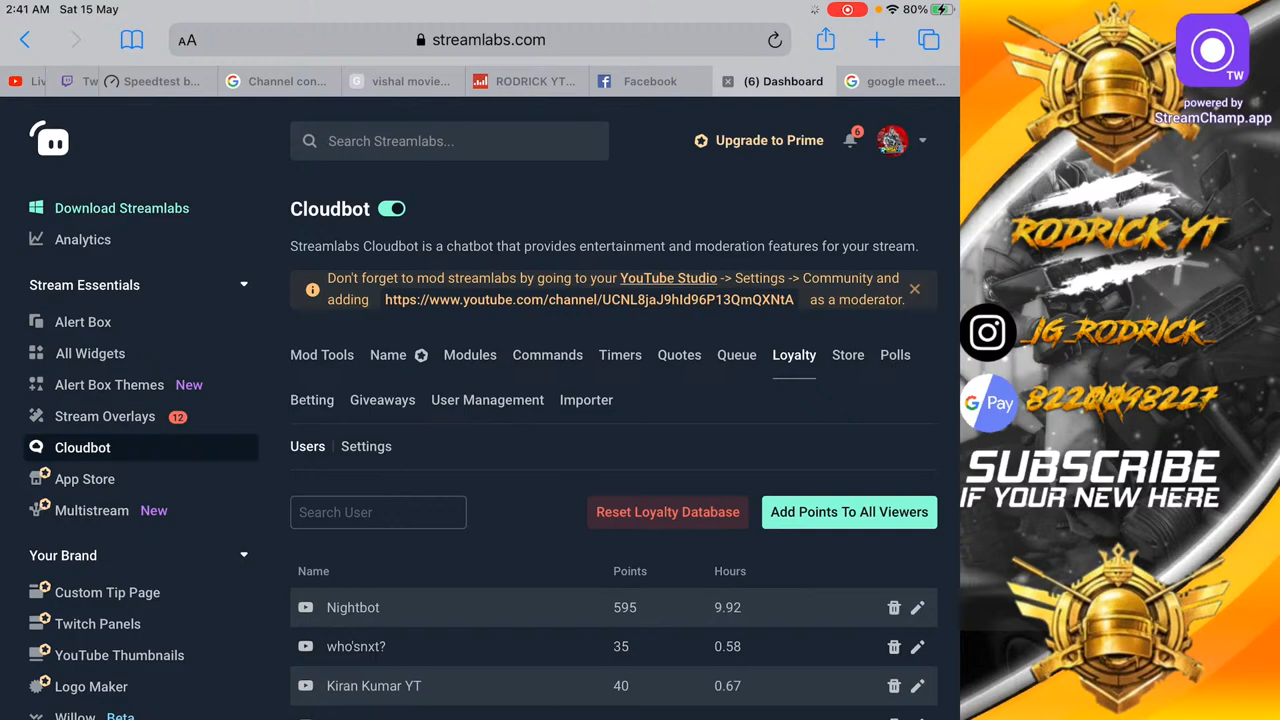 2:41 AM Sat 15 May
80%
AA
streamlabs.com
Liv
Tw
Speedtest b...
Channel con...
vishal movie...
RODRICK YT...
Facebook
(6) Dashboard
google meet...
Search Streamlabs...
Upgrade to Prime
6
Download Streamlabs
Analytics
Stream Essentials
Alert Box
All Widgets
Alert Box Themes New
Stream Overlays 12
Cloudbot
App Store
Multistream New
Your Brand
Custom Tip Page
Twitch Panels
YouTube Thumbnails
Logo Maker
Willow Beta
Cloudbot
Streamlabs Cloudbot is a chatbot that provides entertainment and moderation features for your stream.
Don't forget to mod streamlabs by going to your YouTube Studio -> Settings -> Community and
adding https://www.youtube.com/channel/UCNL8jaJ9hId96P13QmQXNtA as a moderator.
Mod Tools Name Modules Commands Timers Quotes Queue Loyalty Store Polls
Betting Giveaways User Management Importer
Users Settings
Search User
Reset Loyalty Database
Add Points To All Viewers
Name Points Hours
Nightbot 595 9.92
who'snxt? 35 0.58
Kiran Kumar YT 40 0.67
TW
powered by
StreamChamp.app
RODRICK YT
_IG_RODRICK_
G Pay 8220098227
SUBSCRIBE
IF YOUR NEW HERE